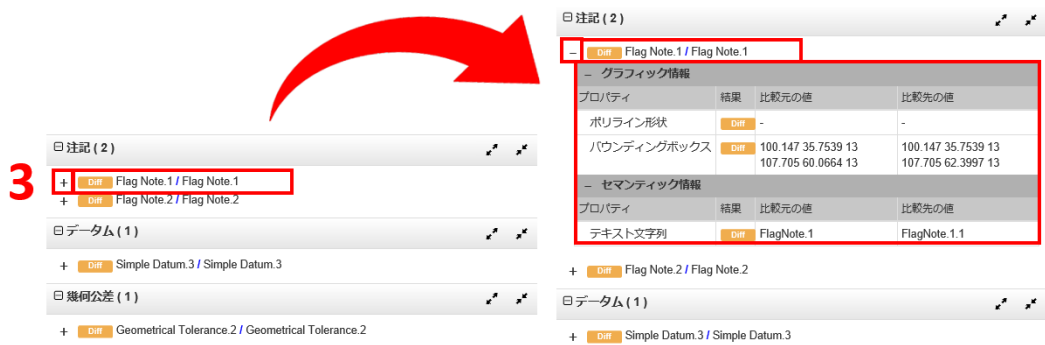 3
注記 ( 2 )
+ Diff Flag Note.1 / Flag Note.1
+ Diff Flag Note.2 / Flag Note.2
データム ( 1 )
+ Diff Simple Datum.3 / Simple Datum.3
幾何公差 ( 1 )
+ Diff Geometrical Tolerance.2 / Geometrical Tolerance.2
注記 ( 2 )
− Diff Flag Note.1 / Flag Note.1
− グラフィック情報
プロパティ 結果 比較元の値 比較先の値
ポリライン形状 Diff - -
バウンディングボックス Diff 100.147 35.7539 13 100.147 35.7539 13
107.705 60.0664 13 107.705 62.3997 13
− セマンティック情報
プロパティ 結果 比較元の値 比較先の値
テキスト文字列 Diff FlagNote.1 FlagNote.1.1
+ Diff Flag Note.2 / Flag Note.2
データム ( 1 )
+ Diff Simple Datum.3 / Simple Datum.3